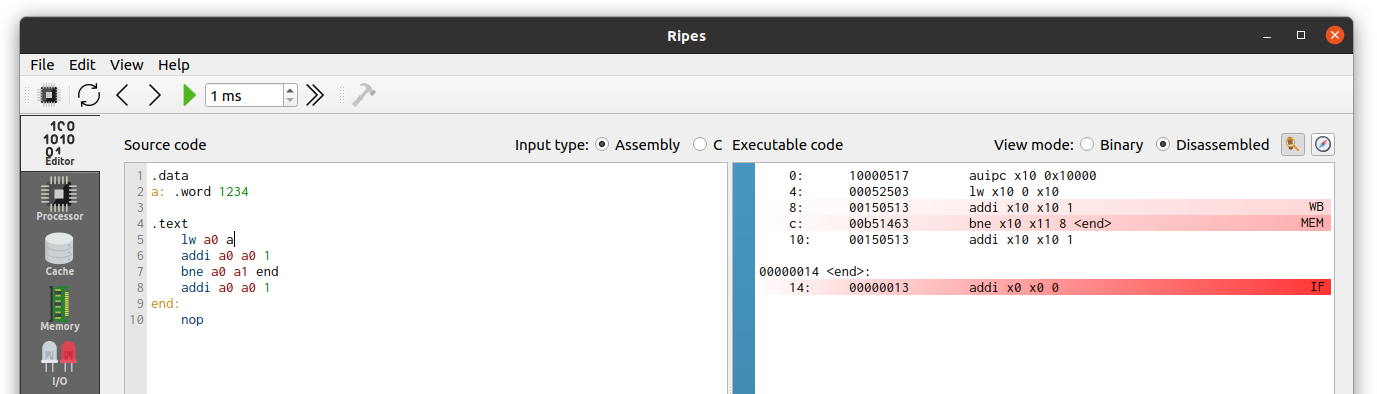 Ripes
File Edit View Help
1 ms
100
1010
01
Editor
Processor
Cache
Memory
I/O
Source code Input type: Assembly C Executable code View mode: Binary Disassembled
1 .data
2 a: .word 1234
3
4 .text
5 lw a0 a
6 addi a0 a0 1
7 bne a0 a1 end
8 addi a0 a0 1
9 end:
10 nop
0: 10000517 auipc x10 0x10000
4: 00052503 lw x10 0 x10
8: 00150513 addi x10 x10 1 WB
c: 00b51463 bne x10 x11 8 <end> MEM
10: 00150513 addi x10 x10 1
00000014 <end>:
14: 00000013 addi x0 x0 0 IF